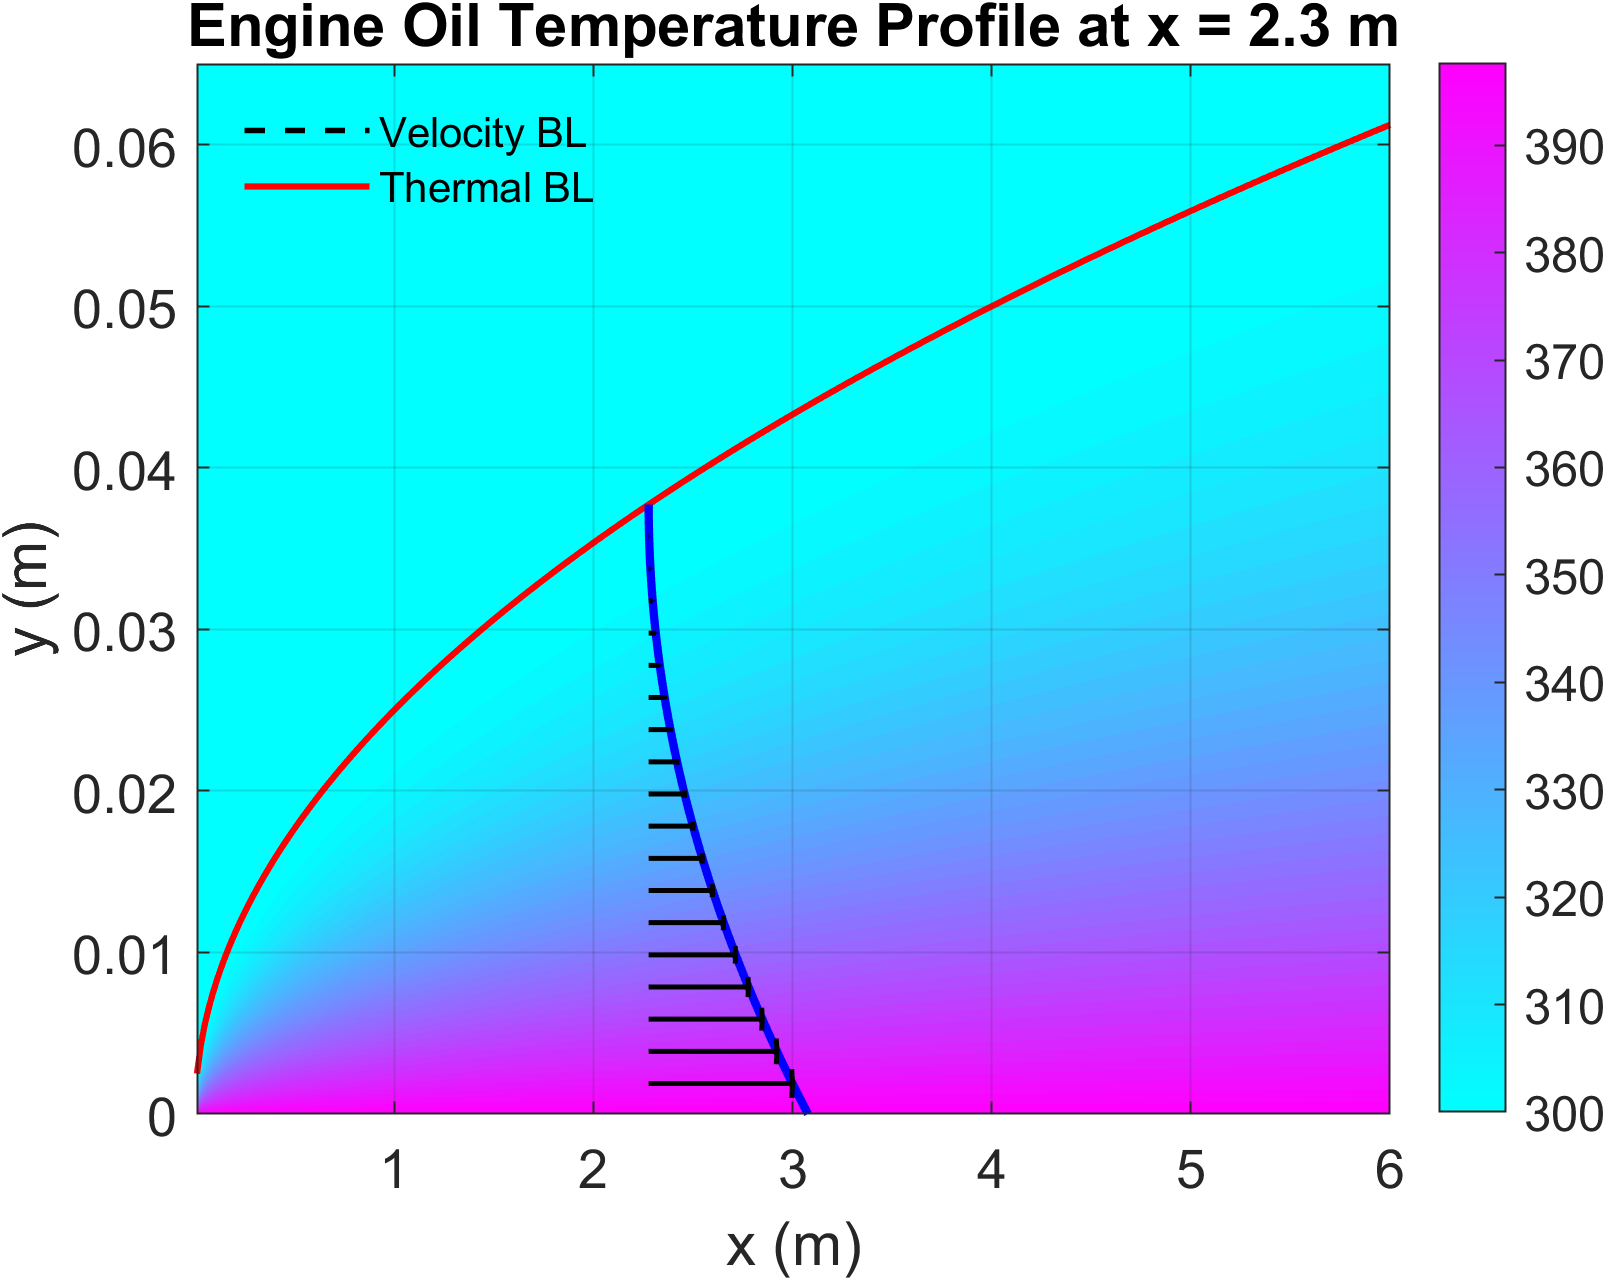 Engine Oil Temperature Profile at x = 2.3 m
Velocity BL
Thermal BL
y (m)
0.06
0.05
0.04
0.03
0.02
0.01
0
1 2 3 4 5 6
x (m)
390
380
370
360
350
340
330
320
310
300